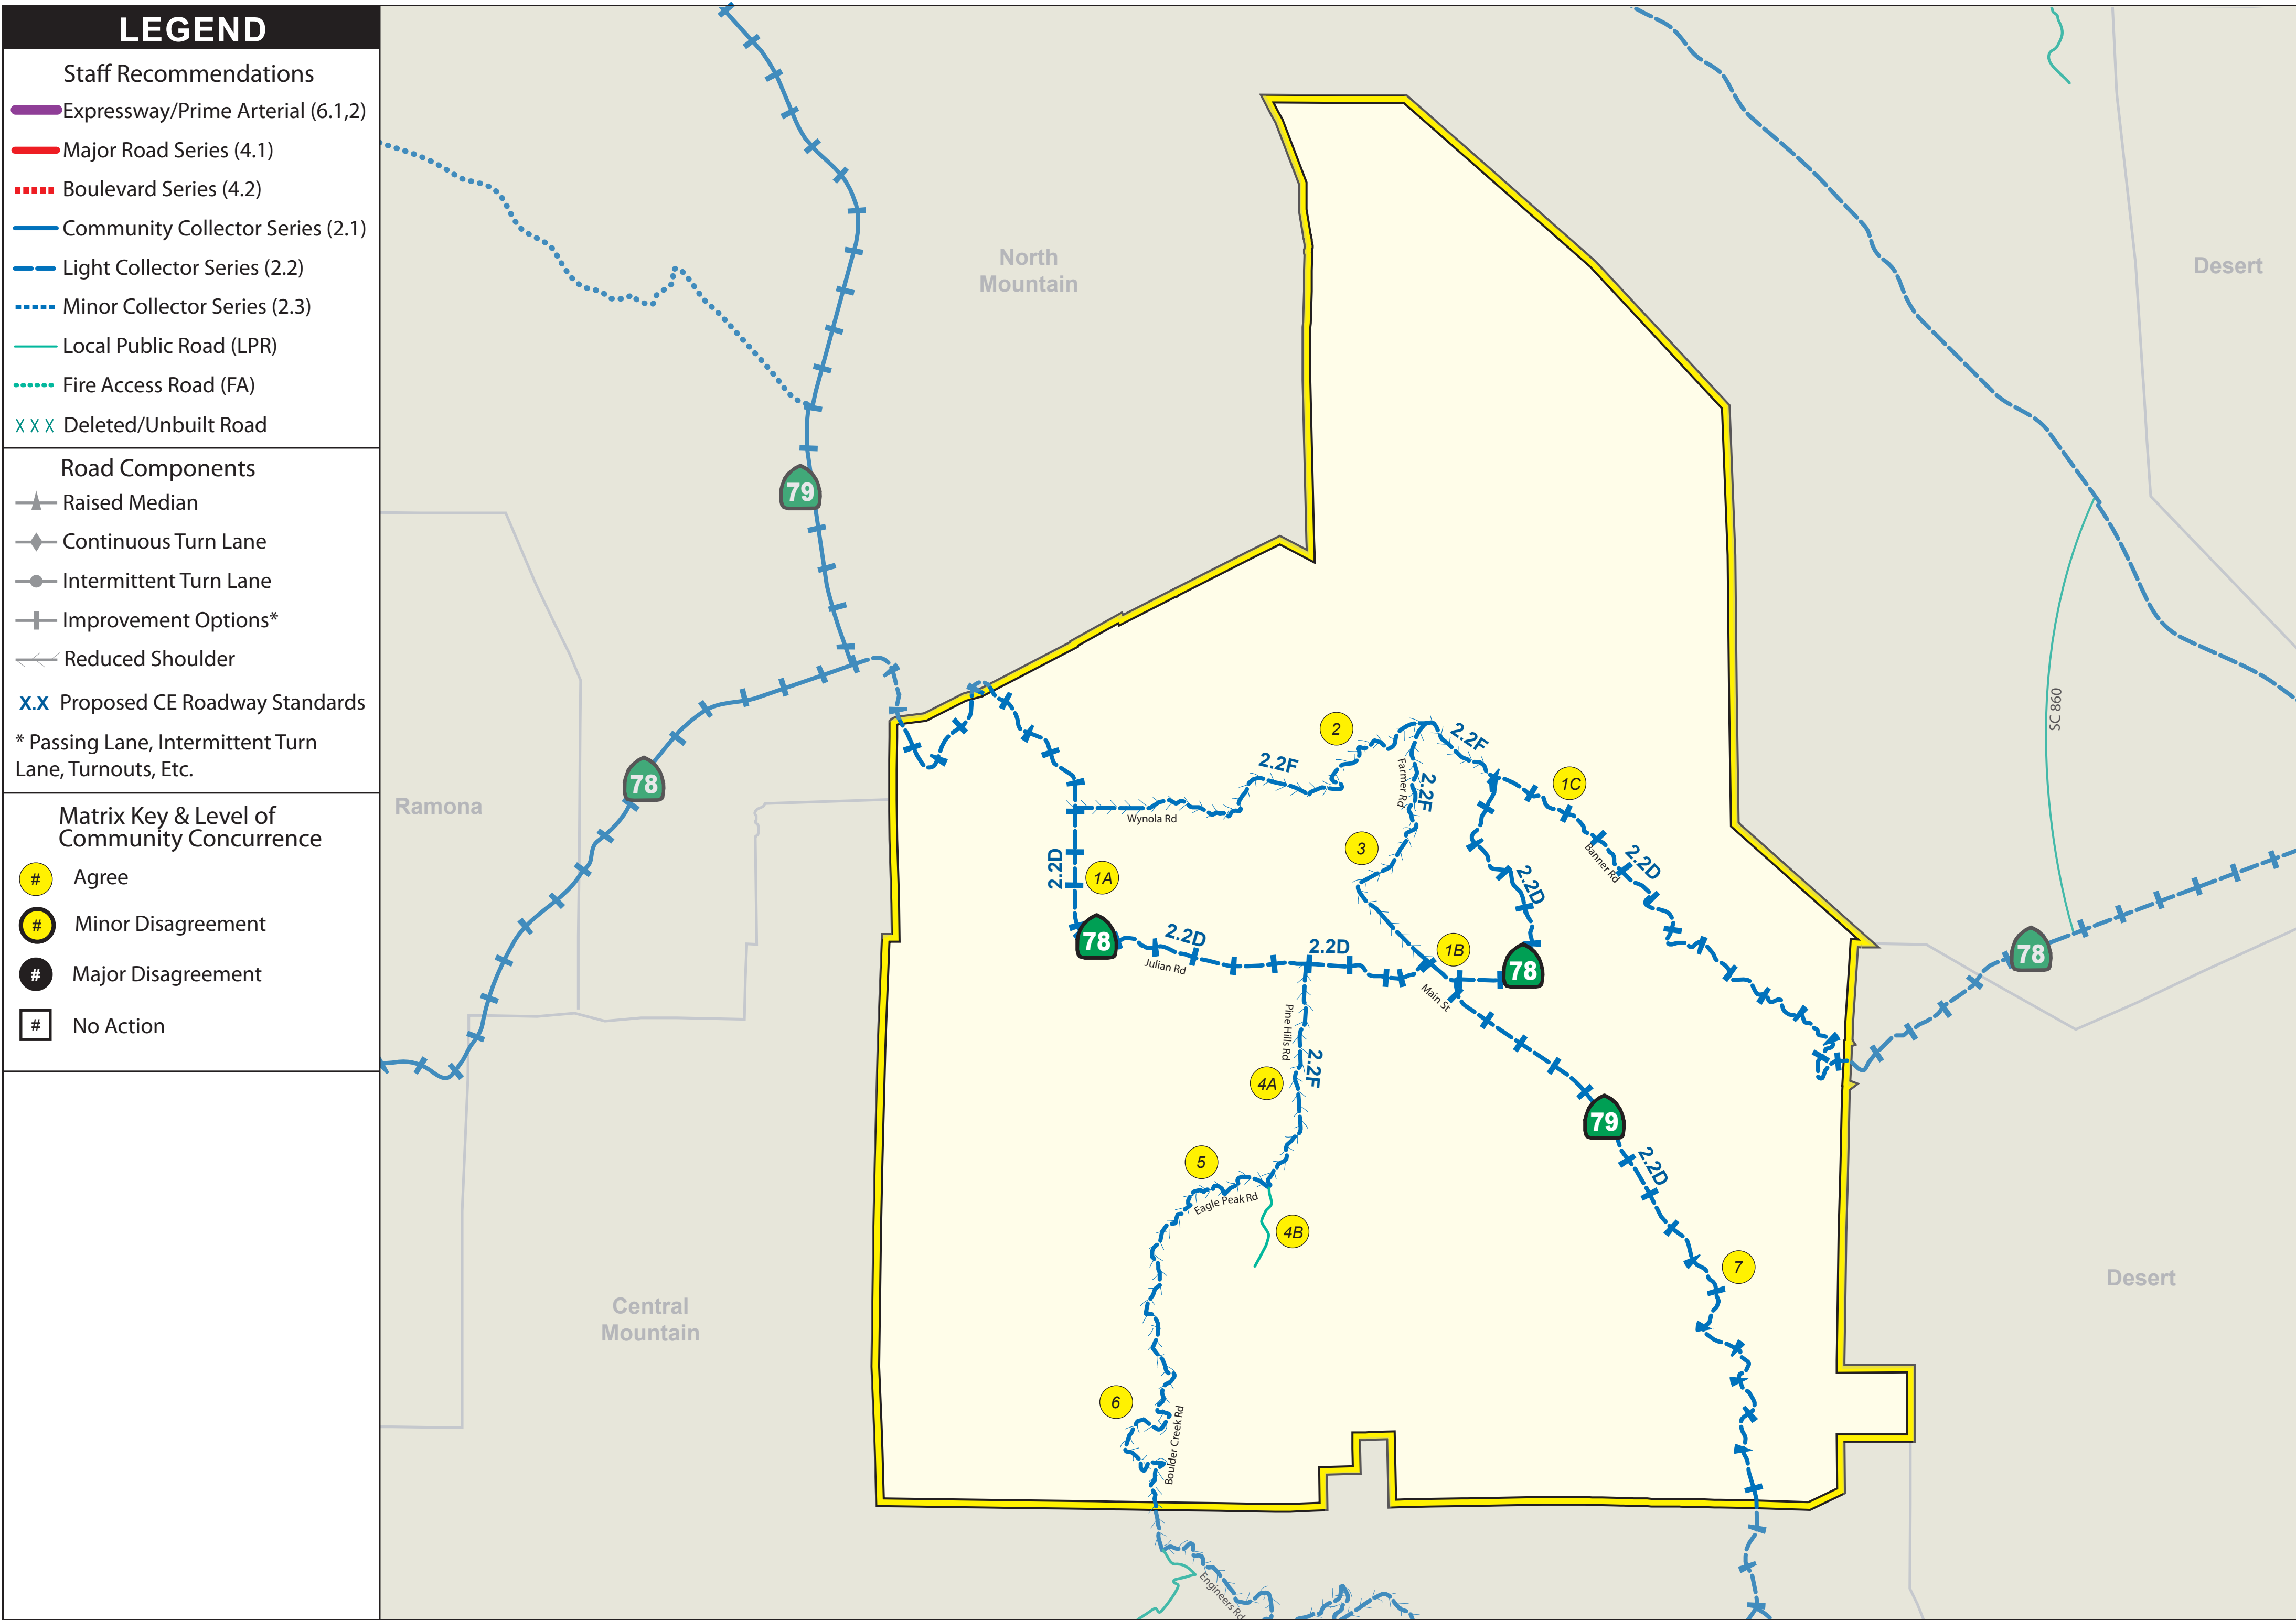 LEGEND
Staff Recommendations
Expressway/Prime Arterial (6.1,2)
Major Road Series (4.1)
Boulevard Series (4.2)
Community Collector Series (2.1)
Light Collector Series (2.2)
Minor Collector Series (2.3)
Local Public Road (LPR)
Fire Access Road (FA)
X X X Deleted/Unbuilt Road
Road Components
Raised Median
Continuous Turn Lane
Intermittent Turn Lane
Improvement Options*
Reduced Shoulder
X.X Proposed CE Roadway Standards
* Passing Lane, Intermittent Turn
Lane, Turnouts, Etc.
Matrix Key & Level of
Community Concurrence
# Agree
# Minor Disagreement
# Major Disagreement
# No Action
North
Mountain
Desert
79
SC 860
2
2.2F
2.2F
Farmer Rd
2.2F
1C
78
Ramona
Wynola Rd
3
Banner Rd
2.2D
2.2D
1A
2.2D
78
2.2D
Julian Rd
2.2D
1B
78
78
Main St
Pine Hills Rd
2.2F
4A
79
5
2.2D
Eagle Peak Rd
4B
7
Desert
Central
Mountain
6
Boulder Creek Rd
Engineers Rd